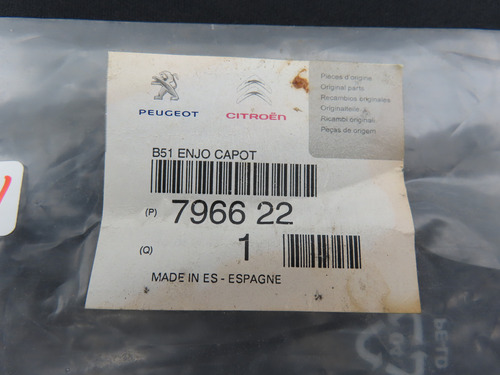 PEUGEOT
CITROËN
Pièces d'origine
Original parts
Recambios originales
Originalteile
Ricambi originali
Peças de origem
B51 ENJO CAPOT
(P) 7966 22
(Q) 1
MADE IN ES - ESPAGNE